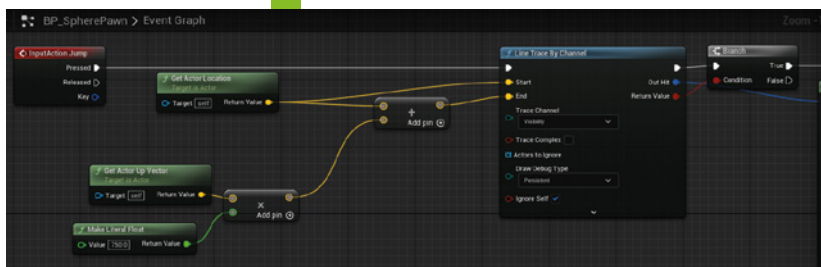 BP_SpherePawn > Event Graph
Zoom
InputAction Jump
Pressed
Released
Key
Get Actor Location
Target is Actor
Target self Return Value
+
Add pin
Line Trace By Channel
Start Out Hit
End Return Value
Trace Channel
Visibility
Trace Complex
Actors to Ignore
Draw Debug Type
Persistent
Ignore Self
Branch
True
Condition False
Get Actor Up Vector
Target is Actor
Target self Return Value
x
Add pin
Make Literal Float
Value 750.0 Return Value